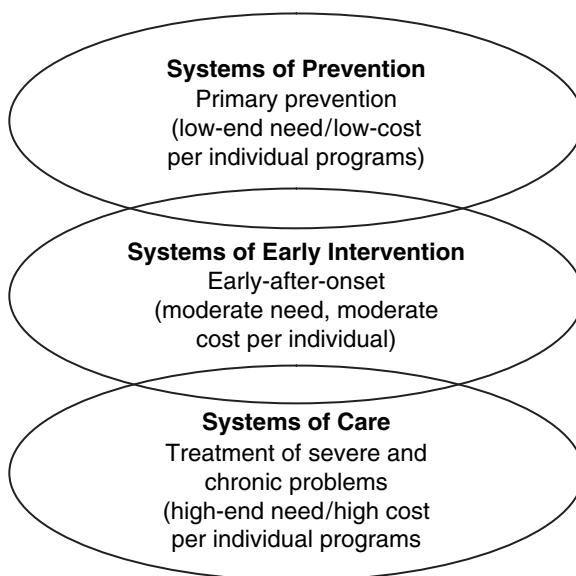 Systems of Prevention
Primary prevention
(low-end need/low-cost
per individual programs)
Systems of Early Intervention
Early-after-onset
(moderate need, moderate
cost per individual)
Systems of Care
Treatment of severe and
chronic problems
(high-end need/high cost
per individual programs